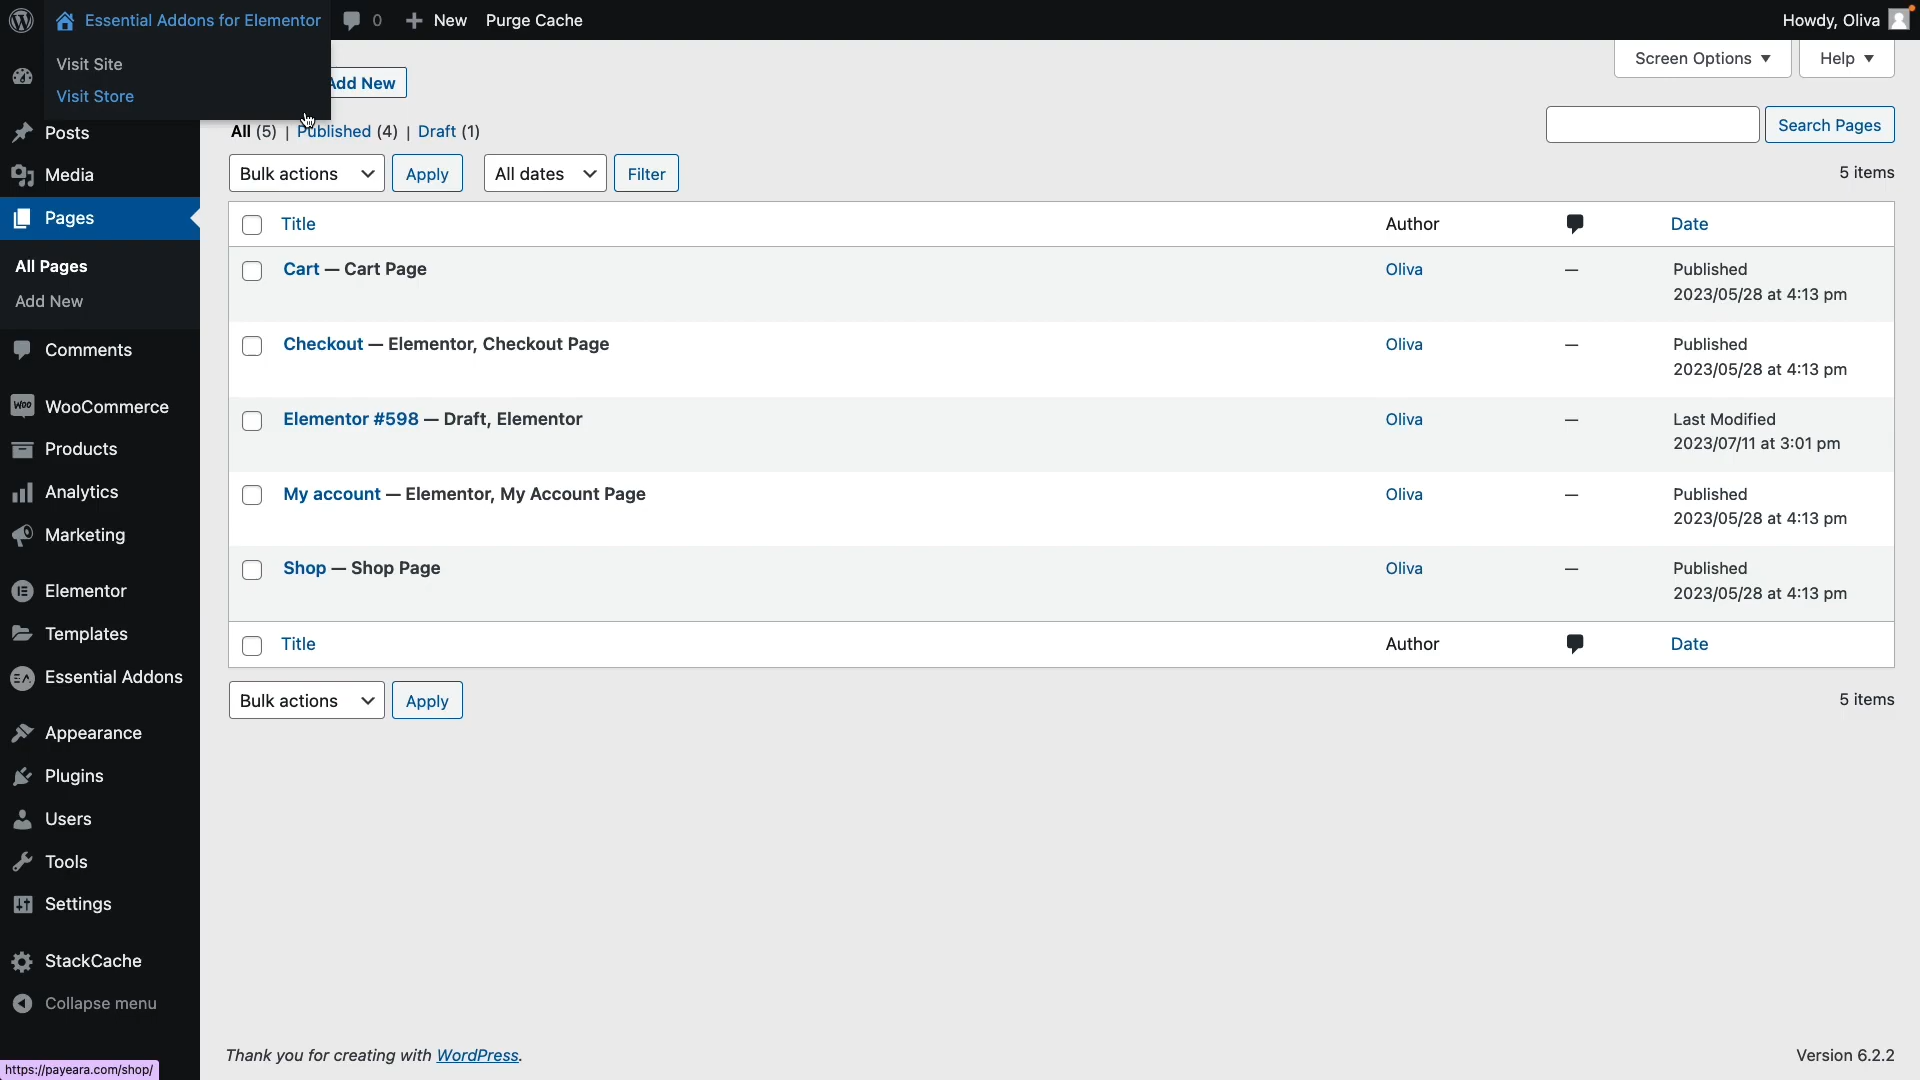 Essential Addons for Elementor 0 New Purge Cache Howdy, Oliva
Visit Site
Visit Store
Add New
Screen Options Help
Posts
Media
Pages
All Pages
Add New
Comments
WooCommerce
Products
Analytics
Marketing
Elementor
Templates
Essential Addons
Appearance
Plugins
Users
Tools
Settings
StackCache
Collapse menu
All (5) | Published (4) | Draft (1)
Search Pages
Bulk actions Apply All dates Filter 5 items
Title Author Date
Cart — Cart Page Oliva — Published
2023/05/28 at 4:13 pm
Checkout — Elementor, Checkout Page Oliva — Published
2023/05/28 at 4:13 pm
Elementor #598 — Draft, Elementor Oliva — Last Modified
2023/07/11 at 3:01 pm
My account — Elementor, My Account Page Oliva — Published
2023/05/28 at 4:13 pm
Shop — Shop Page Oliva — Published
2023/05/28 at 4:13 pm
Title Author Date
Bulk actions Apply 5 items
Thank you for creating with WordPress. Version 6.2.2
https://payeara.com/shop/